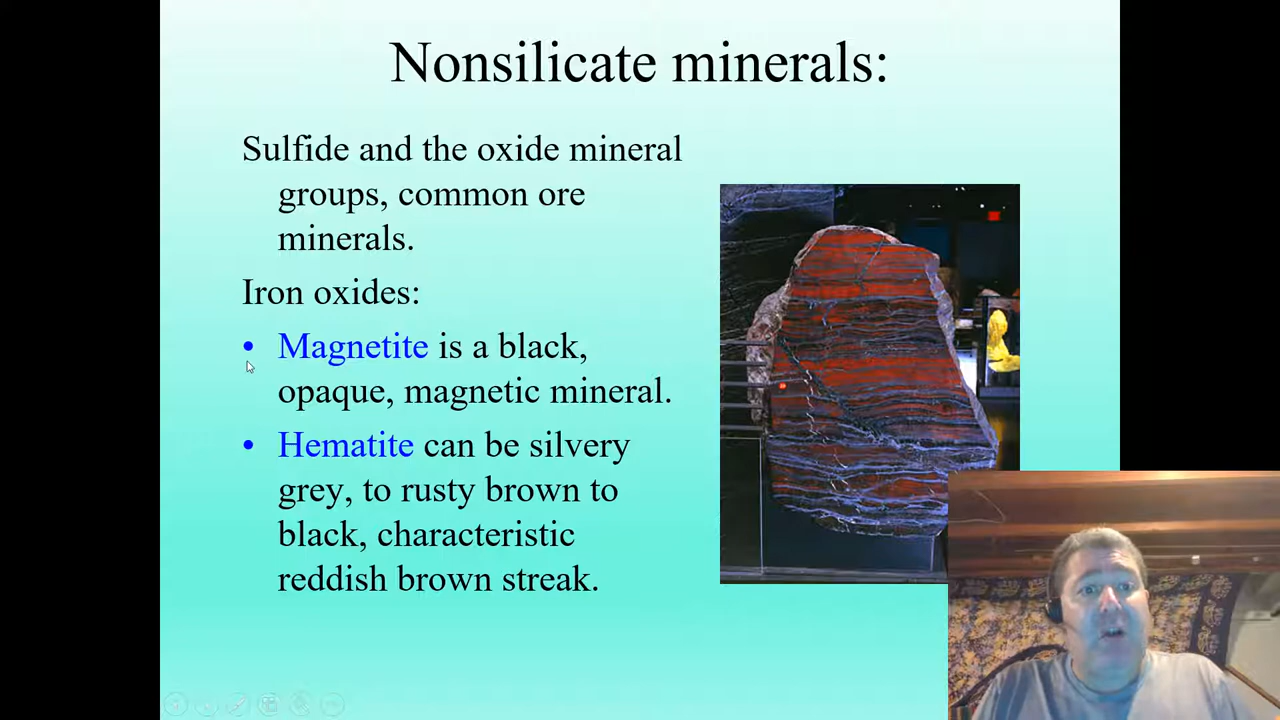 Nonsilicate minerals:
Sulfide and the oxide mineral
groups, common ore
minerals.
Iron oxides:
• Magnetite is a black,
opaque, magnetic mineral.
• Hematite can be silvery
grey, to rusty brown to
black, characteristic
reddish brown streak.